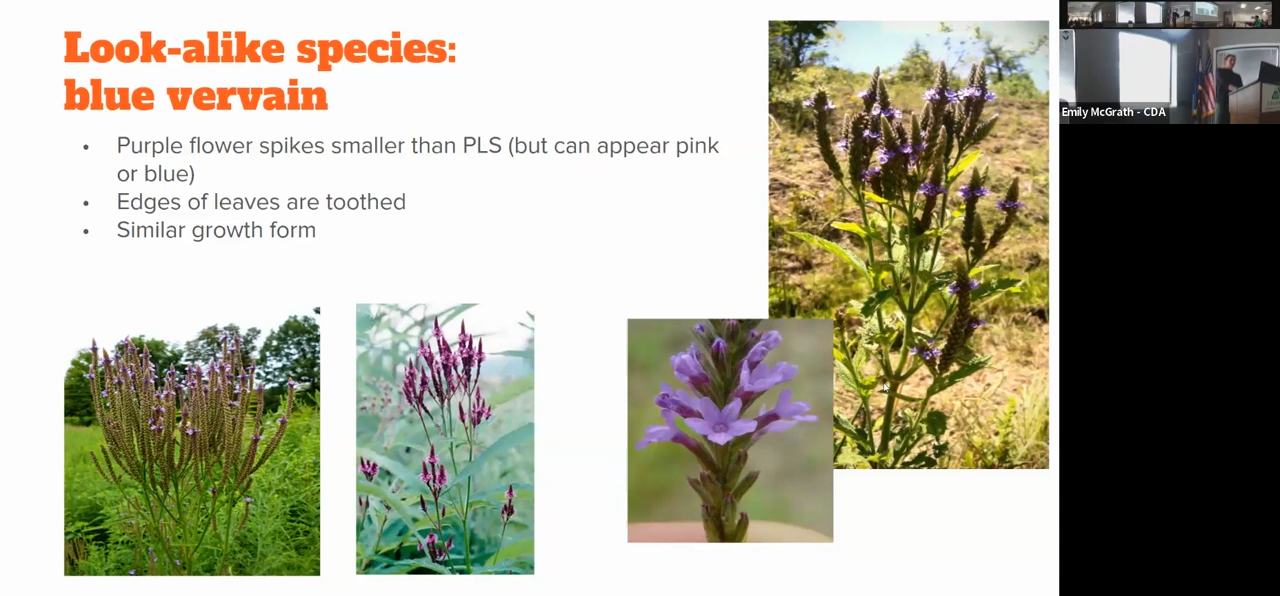 Look-alike species:
blue vervain
• Purple flower spikes smaller than PLS (but can appear pink
or blue)
• Edges of leaves are toothed
• Similar growth form
Emily McGrath - CDA